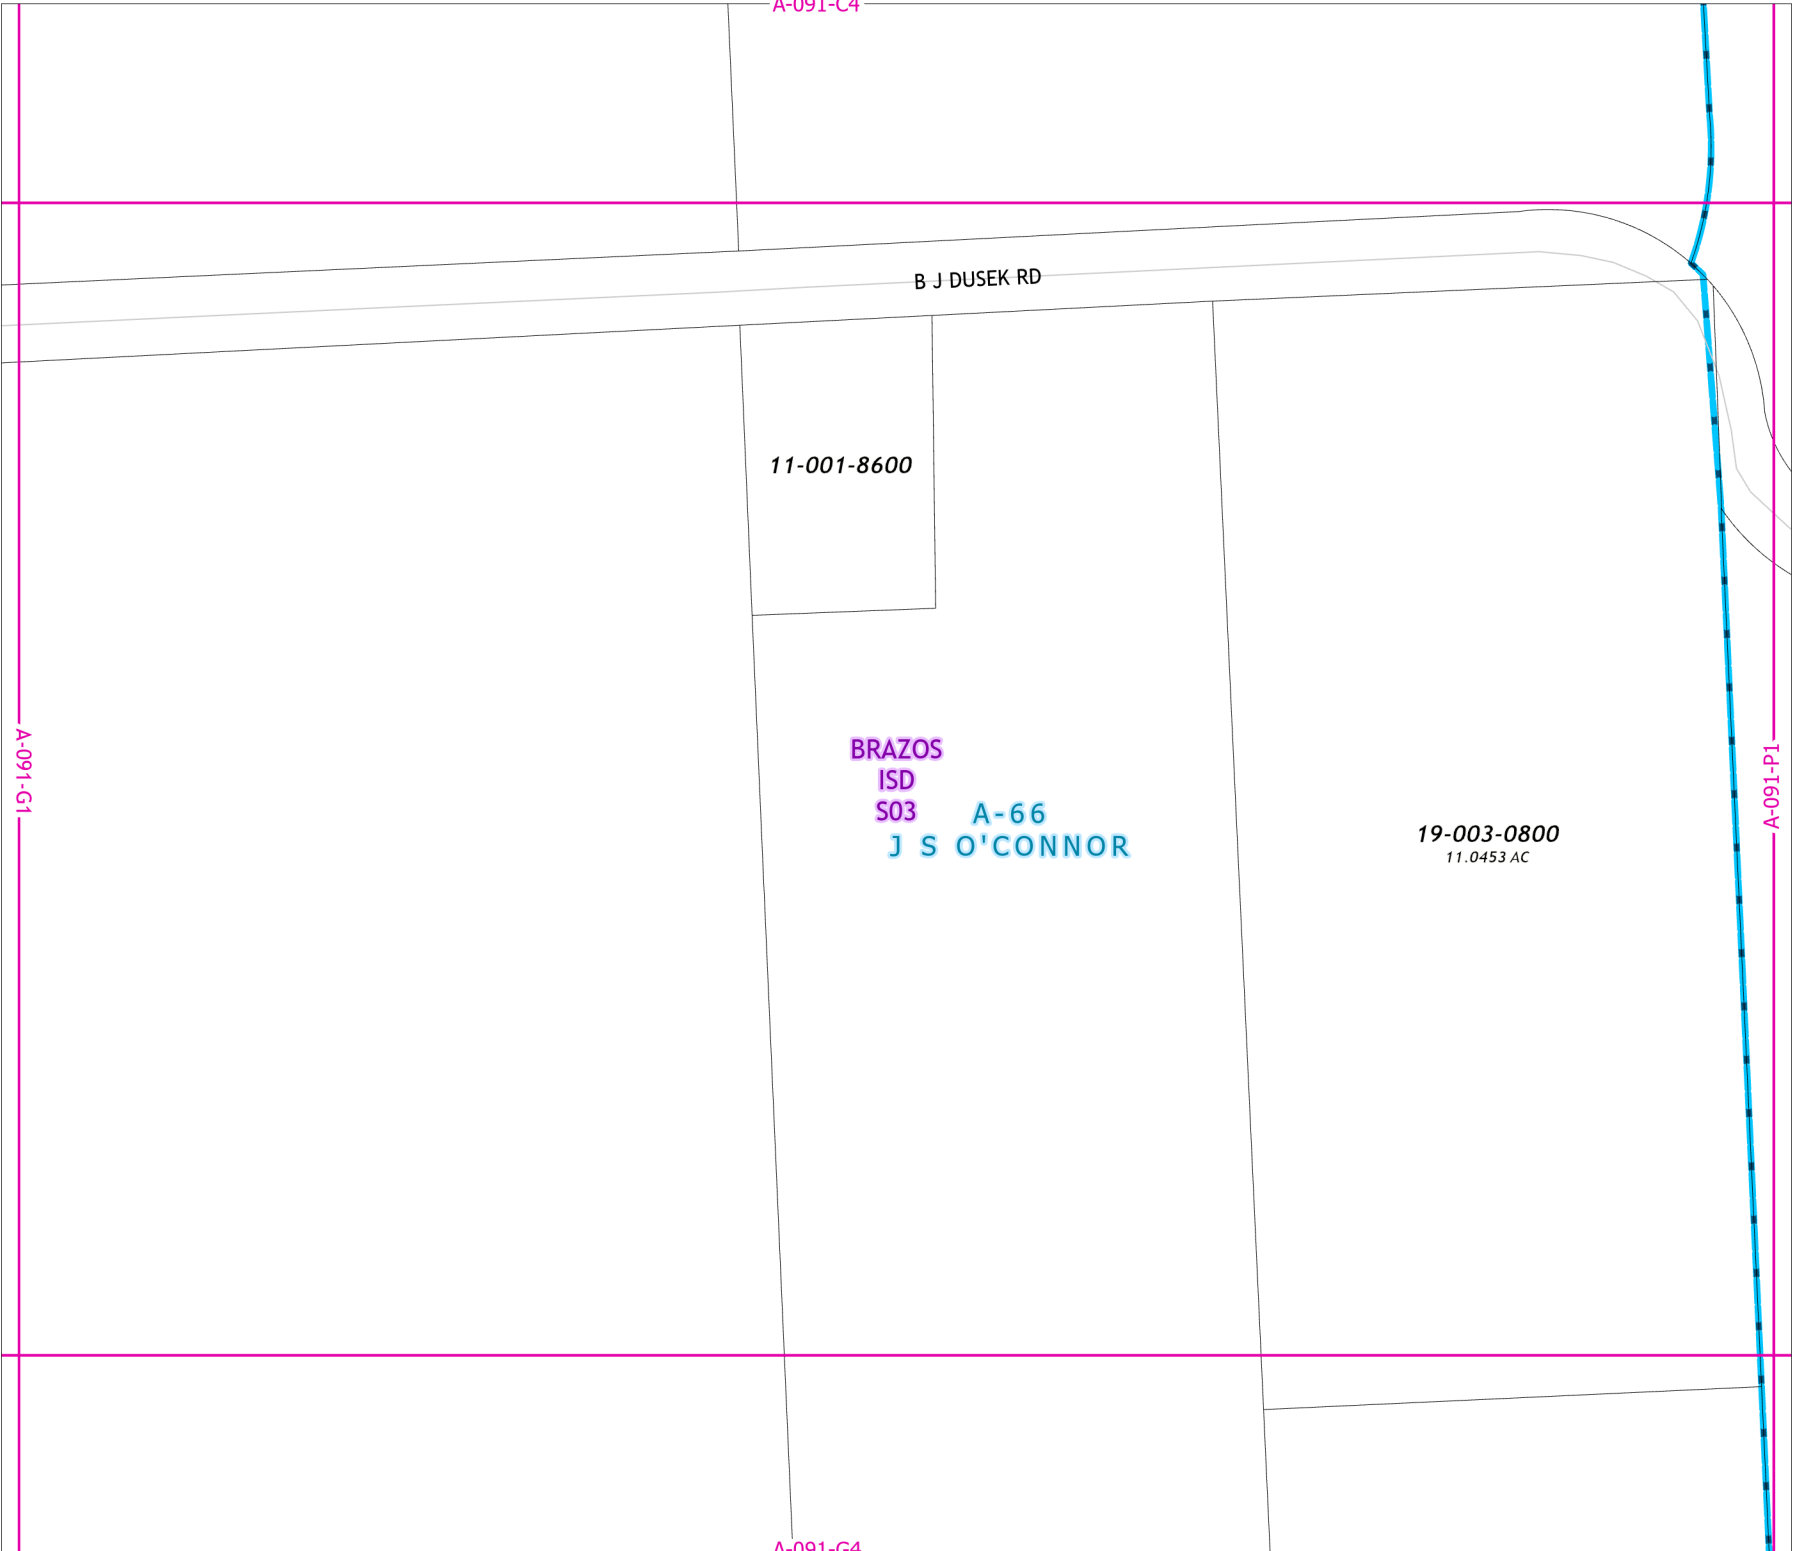 A-091-C4
B J DUSEK RD
11-001-8600
A-091-G1
BRAZOS
ISD
S03
A-66
J S O'CONNOR
19-003-0800
11.0453 AC
A-091-P1
A-091-G4